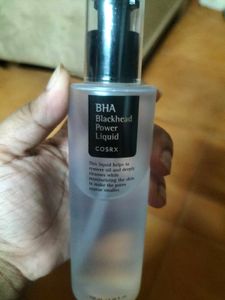 BHA
Blackhead
Power
Liquid
COSRX
This liquid helps to
remove oil and deeply
cleanses while
moisturizing the skin
to make the pores
appear smaller.